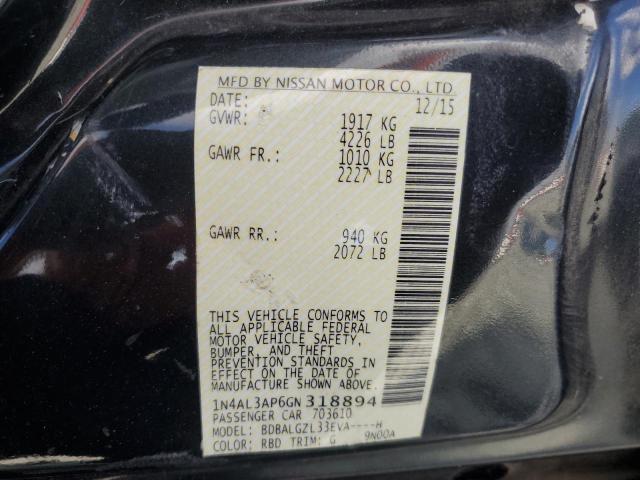 MFD BY NISSAN MOTOR CO., LTD.
DATE: 12/15
GVWR: 1917 KG
4226 LB
GAWR FR.: 1010 KG
2227 LB
GAWR RR.: 940 KG
2072 LB
THIS VEHICLE CONFORMS TO
ALL APPLICABLE FEDERAL
MOTOR VEHICLE SAFETY,
BUMPER, AND THEFT
PREVENTION STANDARDS IN
EFFECT ON THE DATE OF
MANUFACTURE SHOWN ABOVE.
1N4AL3AP6GN318894
PASSENGER CAR 703610
MODEL: BDBALGZL33EVA----H
COLOR: RBD TRIM: G 9N00A